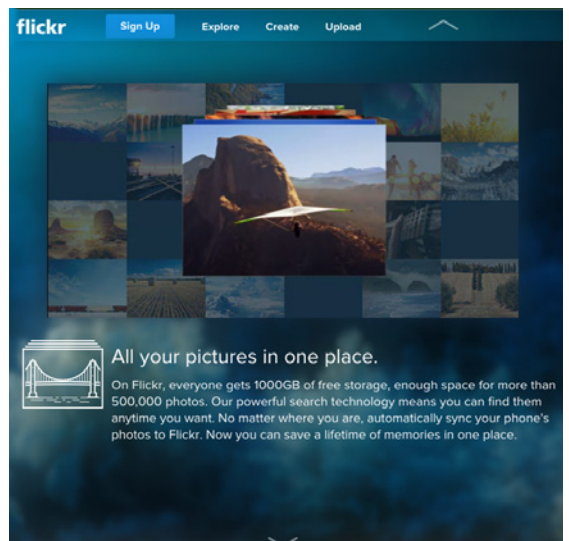 flickr Sign Up Explore Create Upload
All your pictures in one place.
On Flickr, everyone gets 1000GB of free storage, enough space for more than
500,000 photos. Our powerful search technology means you can find them
anytime you want. No matter where you are, automatically sync your phone's
photos to Flickr. Now you can save a lifetime of memories in one place.